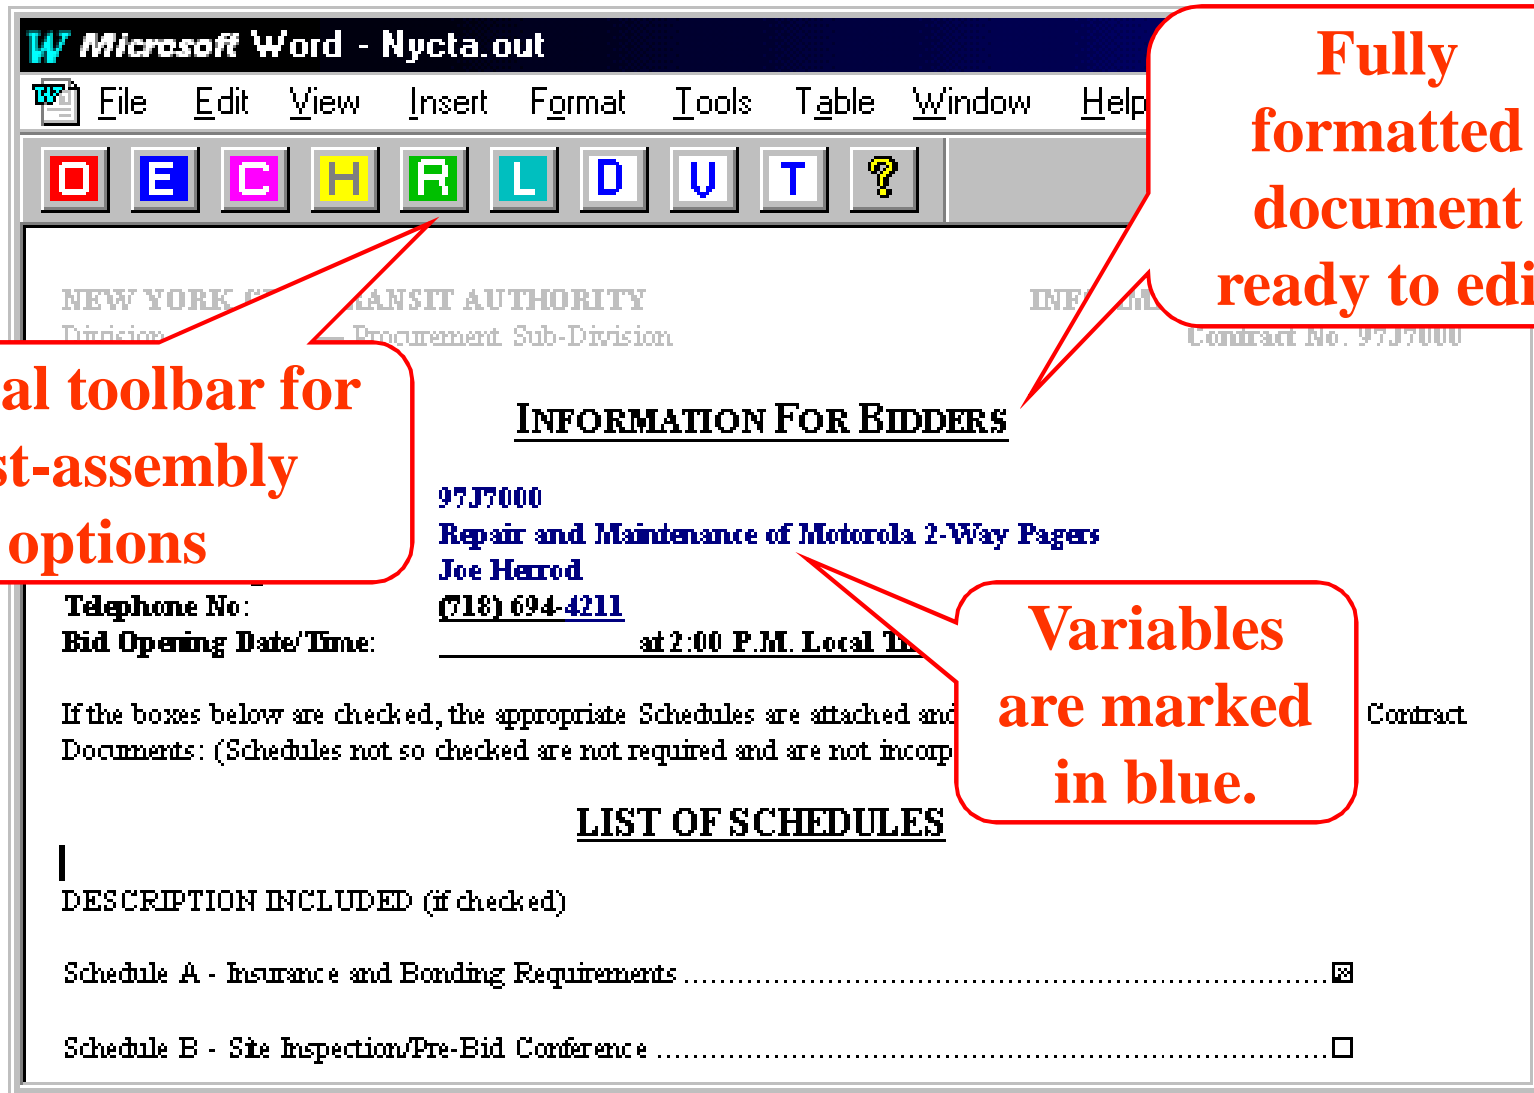 Microsoft Word - Nycta.out
File Edit View Insert Format Tools Table Window Help
O E C H R L D V T ?
Fully
formatted
document
ready to edi
NEW YORK TRANSIT AUTHORITY
Division — Procurement Sub-Division
Contract No. 97J7000
al toolbar for
st-assembly
options
INFORMATION FOR BIDDERS
97J7000
Repair and Maintenance of Motorola 2-Way Pagers
Joe Herrod
Telephone No: (718) 694-4211
Bid Opening Date/Time: at 2:00 P.M. Local
Variables
are marked
in blue.
If the boxes below are checked, the appropriate Schedules are attached and Contract
Documents: (Schedules not so checked are not required and are not incorp
LIST OF SCHEDULES
DESCRIPTION INCLUDED (if checked)
Schedule A - Insurance and Bonding Requirements ☒
Schedule B - Site Inspection/Pre-Bid Conference ☐